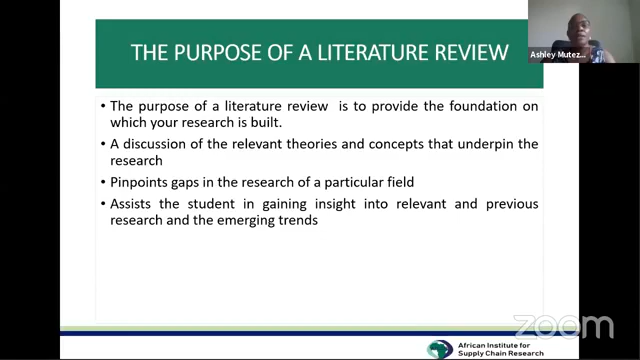 THE PURPOSE OF A LITERATURE REVIEW
Ashley Mutez...
• The purpose of a literature review is to provide the foundation on
which your research is built.
• A discussion of the relevant theories and concepts that underpin the
research
• Pinpoints gaps in the research of a particular field
• Assists the student in gaining insight into relevant and previous
research and the emerging trends
zoom
African Institute for
Supply Chain Research